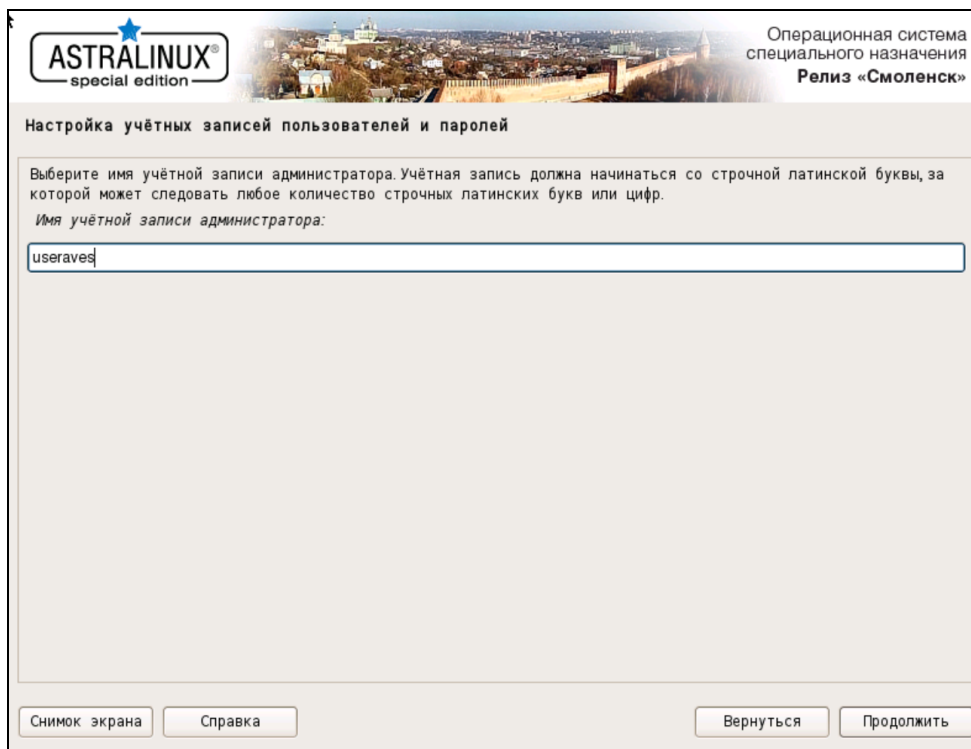 ASTRALINUX®
special edition
Операционная система
специального назначения
Релиз «Смоленск»
Настройка учётных записей пользователей и паролей
Выберите имя учётной записи администратора. Учётная запись должна начинаться со строчной латинской буквы, за
которой может следовать любое количество строчных латинских букв или цифр.
Имя учётной записи администратора:
useraves
Снимок экрана
Справка
Вернуться
Продолжить